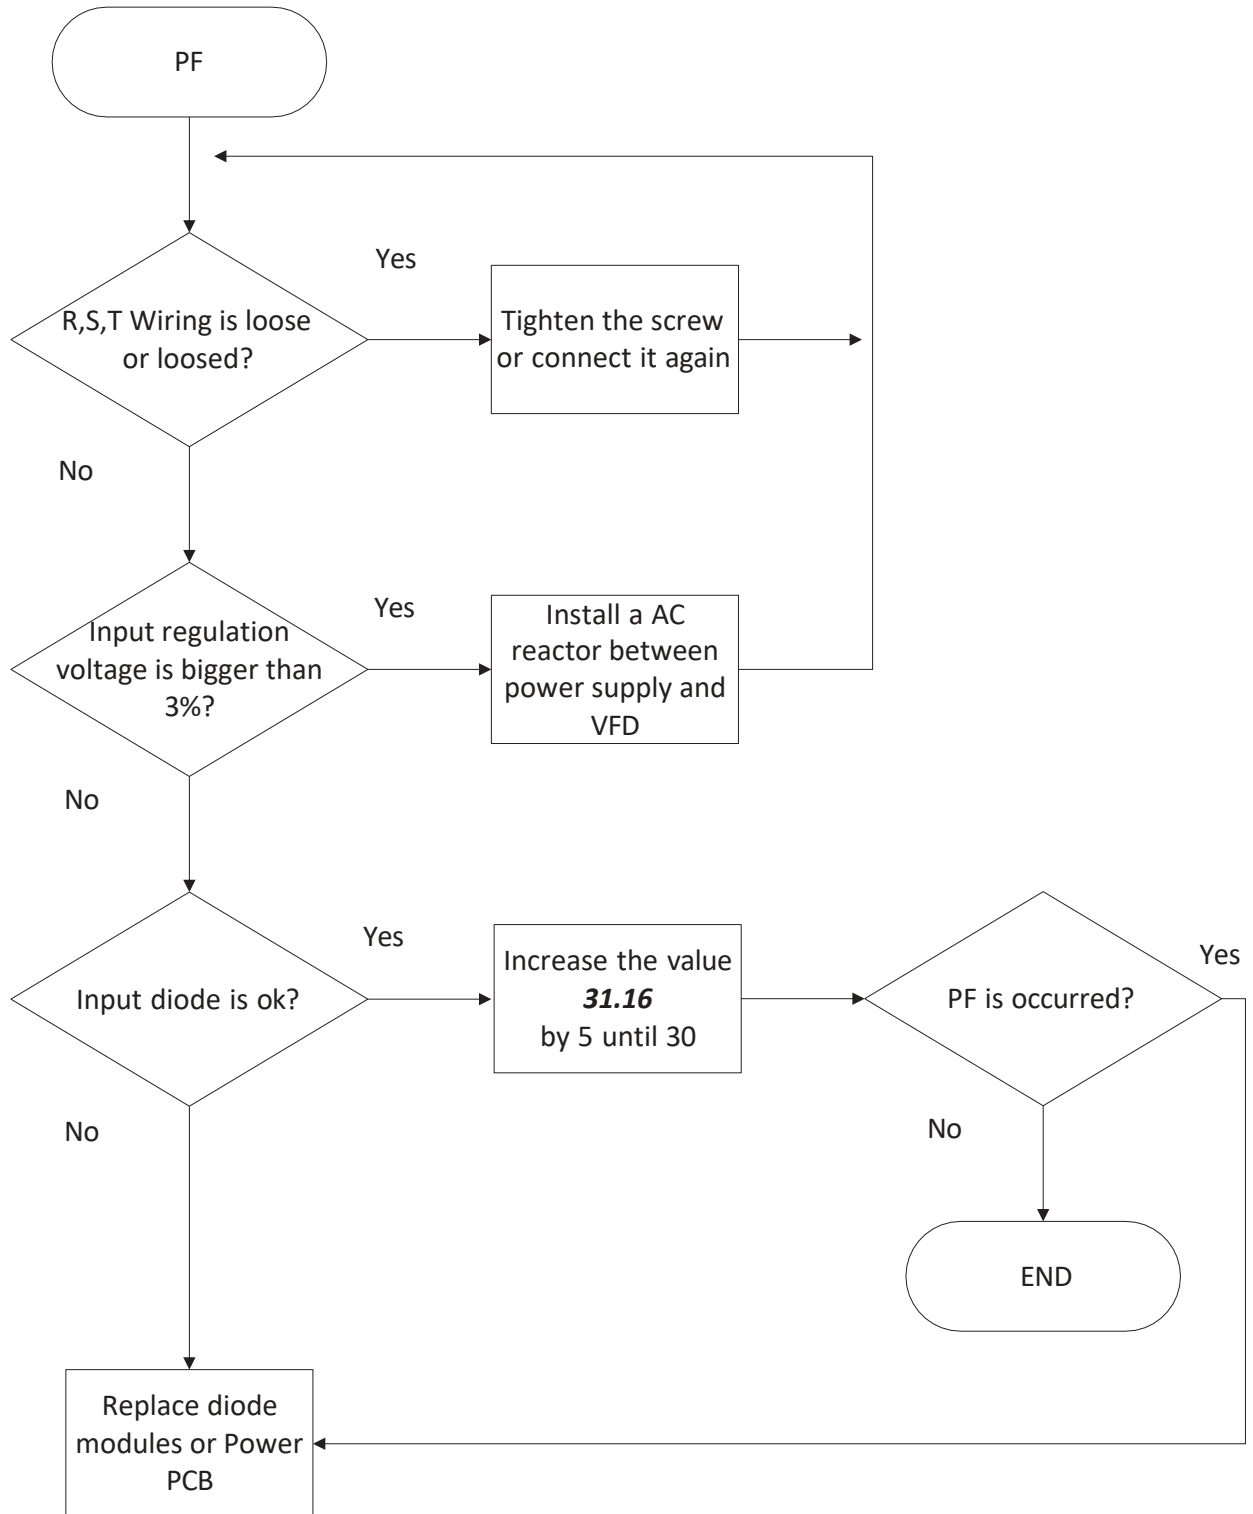 PF
Yes
R,S,T Wiring is loose
or loosed?
Tighten the screw
or connect it again
No
Yes
Input regulation
voltage is bigger than
3%?
Install a AC
reactor between
power supply and
VFD
No
Yes
Input diode is ok?
Increase the value
31.16
by 5 until 30
PF is occurred?
Yes
No
No
END
Replace diode
modules or Power
PCB